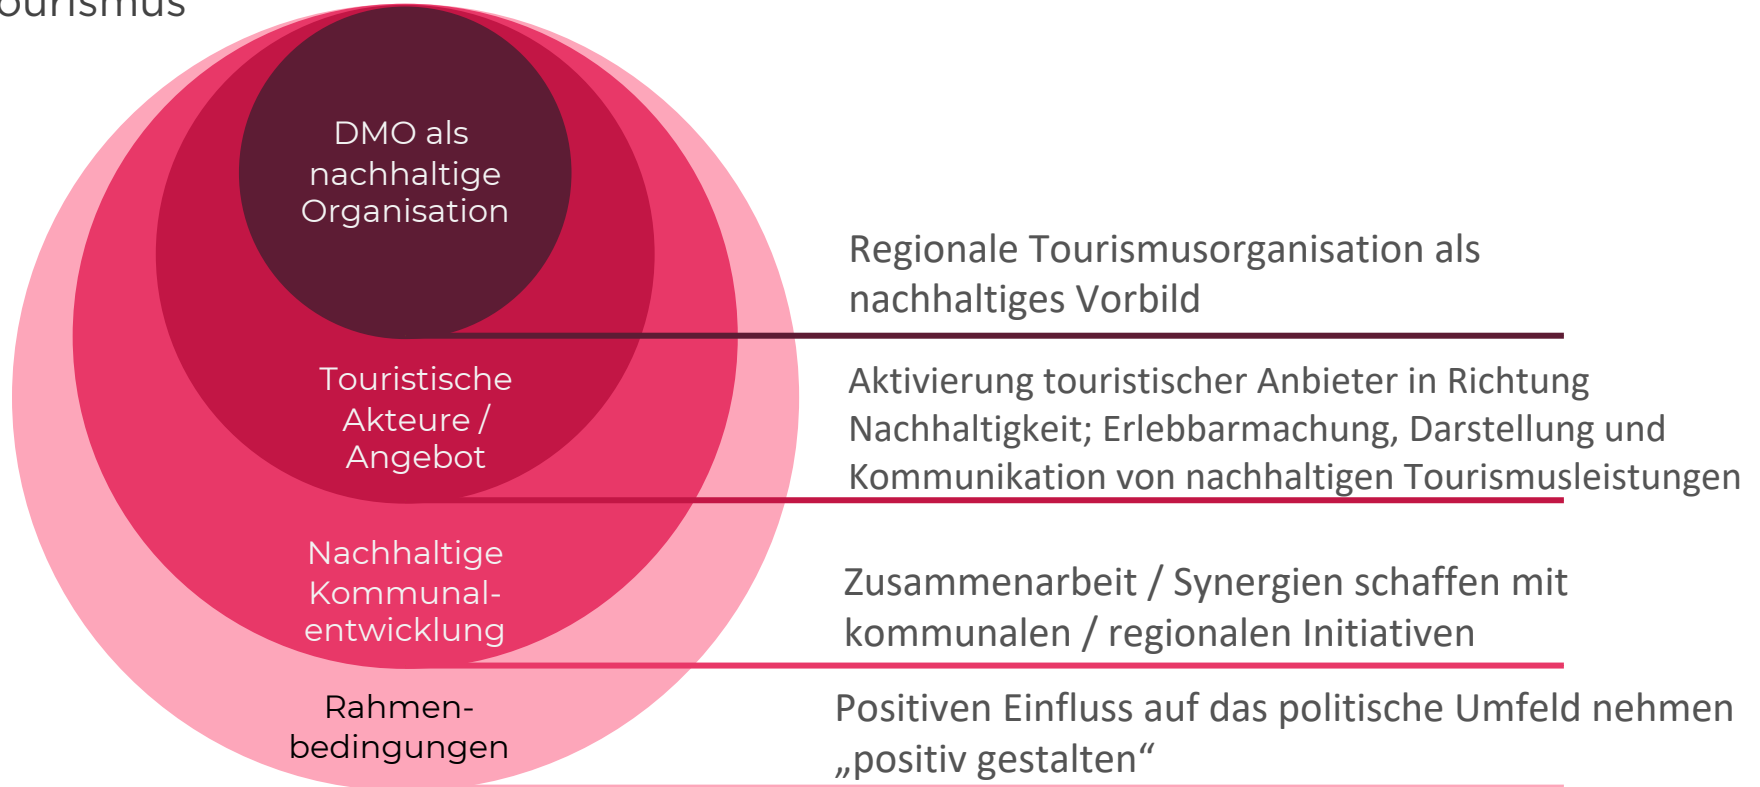 ourismus
DMO als
nachhaltige
Organisation
Regionale Tourismusorganisation als
nachhaltiges Vorbild
Touristische
Akteure /
Angebot
Aktivierung touristischer Anbieter in Richtung
Nachhaltigkeit; Erlebbarmachung, Darstellung und
Kommunikation von nachhaltigen Tourismusleistungen
Nachhaltige
Kommunal-
entwicklung
Zusammenarbeit / Synergien schaffen mit
kommunalen / regionalen Initiativen
Rahmen-
bedingungen
Positiven Einfluss auf das politische Umfeld nehmen
„positiv gestalten“